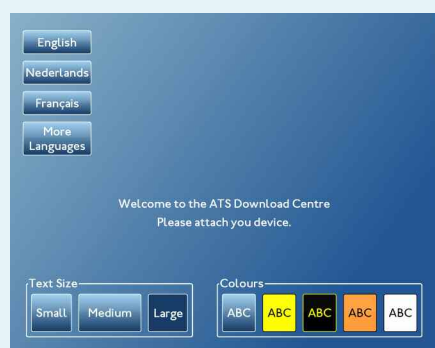 English
Nederlands
Français
More
Languages
Welcome to the ATS Download Centre
Please attach you device.
Text Size
Small Medium Large
Colours
ABC ABC ABC ABC ABC